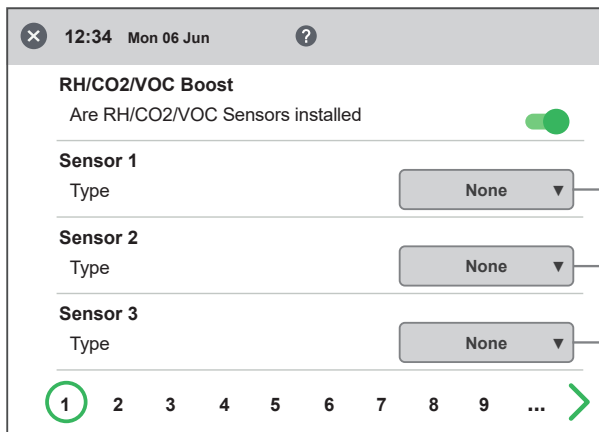 12:34 Mon 06 Jun ?
RH/CO2/VOC Boost
Are RH/CO2/VOC Sensors installed
Sensor 1
Type None ▼
Sensor 2
Type None ▼
Sensor 3
Type None ▼
1 2 3 4 5 6 7 8 9 ...